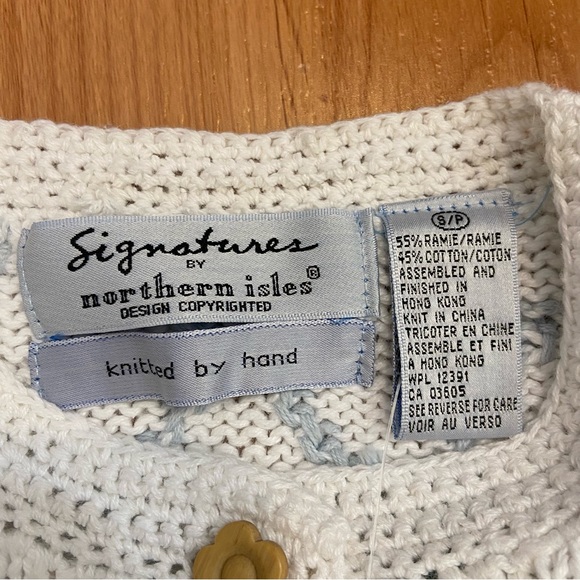 Signatures
BY
northern isles®
DESIGN COPYRIGHTED
knitted by hand
S/P
55% RAMIE/RAMIE
45% COTTON/COTON
ASSEMBLED AND
FINISHED IN
HONG KONG
KNIT IN CHINA
TRICOTER EN CHINE
ASSEMBLE ET FINI
A HONG KONG
WPL 12391
CA 03605
SEE REVERSE FOR CARE
VOIR AU VERSO